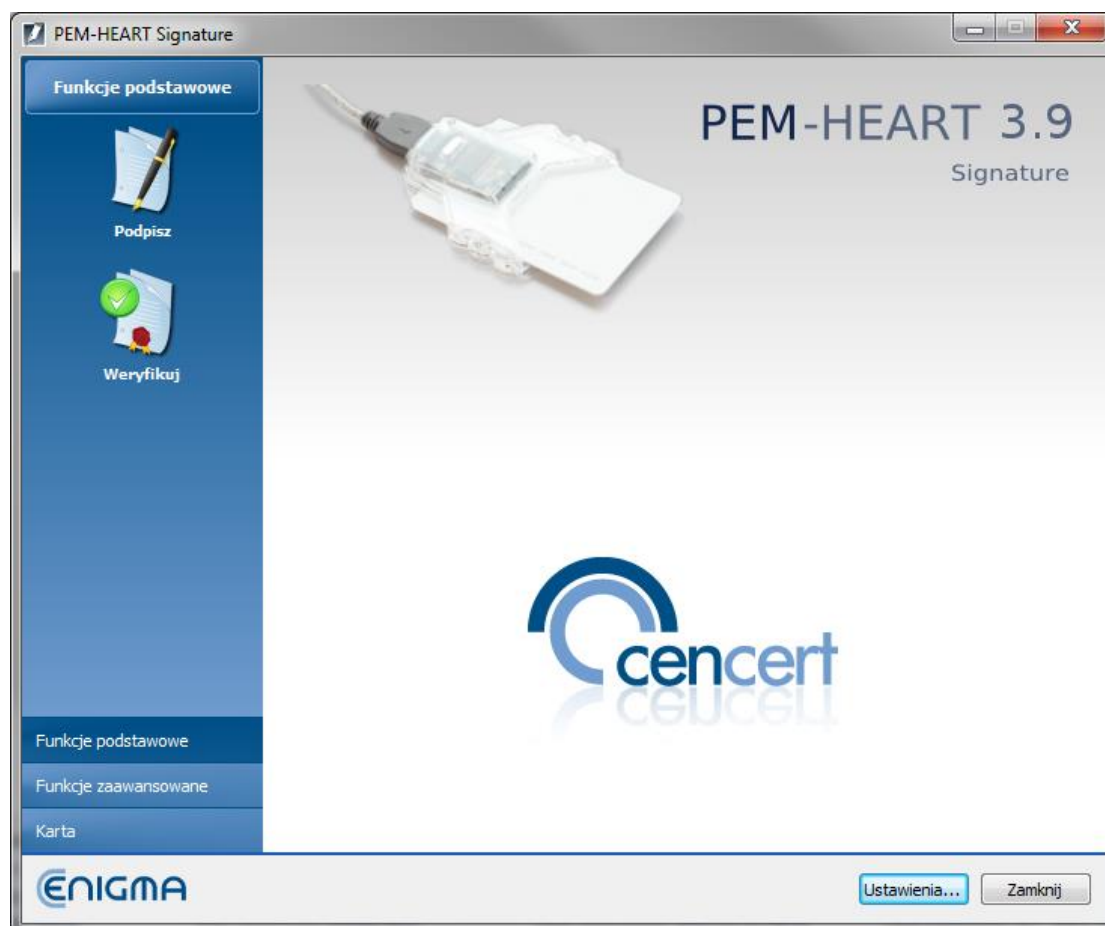 PEM-HEART Signature
Funkcje podstawowe
Podpisz
Weryfikuj
PEM-HEART 3.9
Signature
cencert
Funkcje podstawowe
Funkcje zaawansowane
Karta
ENIGMA
Ustawienia...
Zamknij